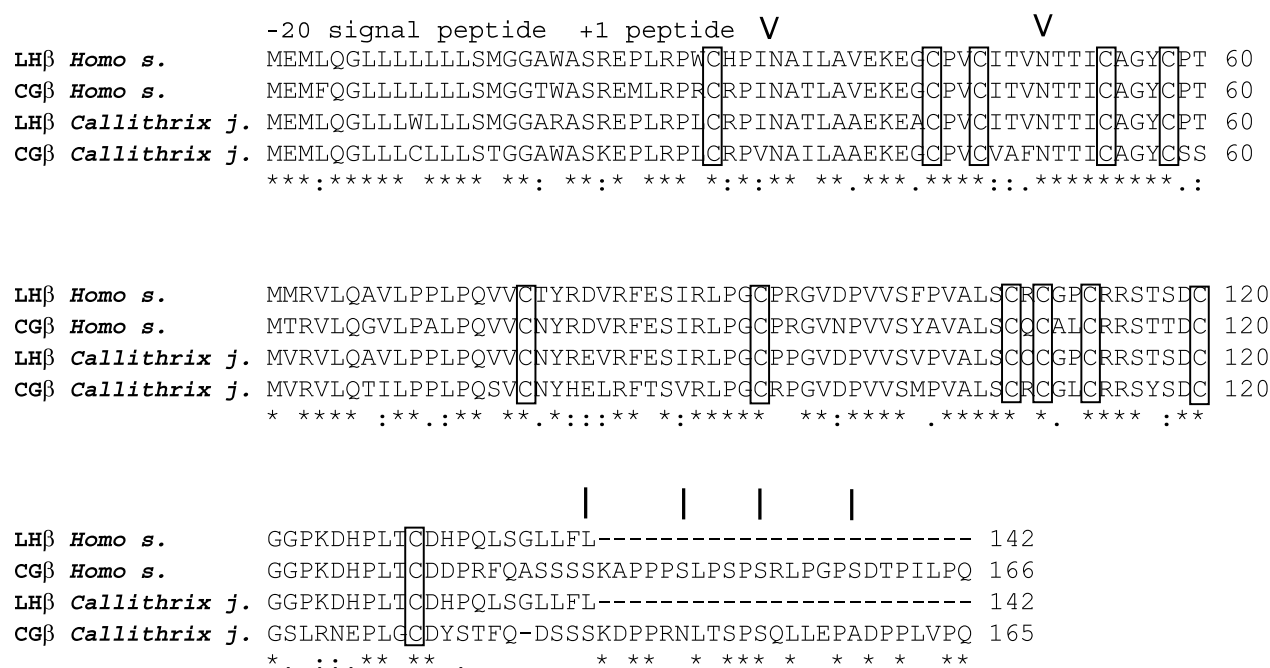 -20 signal peptide +1 peptide V V
LHβ Homo s. MEMLQGLLLLLLLSMGGAWASREPLRPWCHPINAILAVEKEGCPVCITVNTTICAGYCPT 60
CGβ Homo s. MEMFQGLLLLLLLSMGGTWASREMLRPRCRPINATLAVEKEGCPVCITVNTTICAGYCPT 60
LHβ Callithrix j. MEMLQGLLLWLLLSMGGARASREPLRPLCRPINATLAAEKEACPVCITVNTTICAGYCPT 60
CGβ Callithrix j. MEMLQGLLLCLLLSTGGAWASKEPLRPLCRPVNAILAAEKEGCPVCVAFNTTICAGYCSS 60
***:***** **** **: **:* *** *:*:** **.***.****::.*********.:
LHβ Homo s. MMRVLQAVLPPLPQVVCTYRDVRFESIRLPGCPRGVDPVVSFPVALSCRCGPCRRSTSDC 120
CGβ Homo s. MTRVLQGVLPALPQVVCNYRDVRFESIRLPGCPRGVNPVVSYAVALSCQCALCRRSTTDC 120
LHβ Callithrix j. MVRVLQAVLPPLPQVVCNYREVRFESIRLPGCPPGVDPVVSVPVALSCQCGPCRRSTSDC 120
CGβ Callithrix j. MVRVLQTILPPLPQSVCNYHELRFTSVRLPGCRPGVDPVVSMPVALSCRCGLCRRSYSDC 120
* **** :**.:** **.*:::** *:***** **:**** .***** *. **** :**
| | | |
LHβ Homo s. GGPKDHPLTCDHPQLSGLLFL------------------------ 142
CGβ Homo s. GGPKDHPLTCDDPRFQASSSSKAPPPSLPSPSRLPGPSDTPILPQ 166
LHβ Callithrix j. GGPKDHPLTCDHPQLSGLLFL------------------------ 142
CGβ Callithrix j. GSLRNEPLGCDYSTFQ-DSSSKDPPRNLTSPSQLLEPADPPLVPQ 165
*. ::.** ** . * ** * *** * * * * **